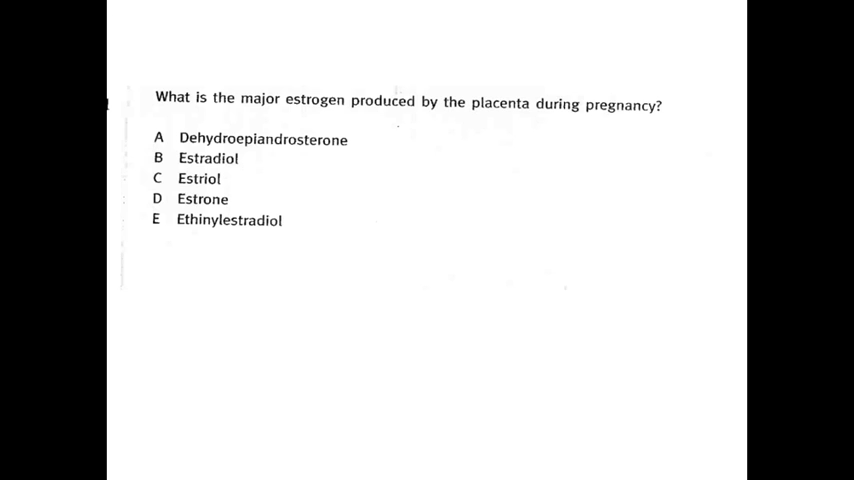 What is the major estrogen produced by the placenta during pregnancy?
A Dehydroepiandrosterone
B Estradiol
C Estriol
D Estrone
E Ethinylestradiol